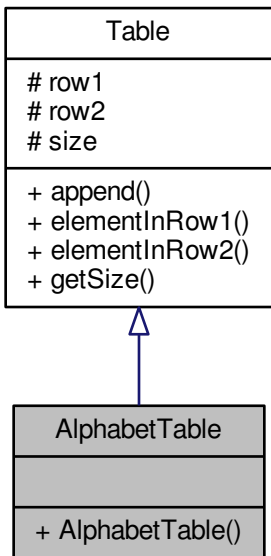 Table
# row1
# row2
# size
+ append()
+ elementInRow1()
+ elementInRow2()
+ getSize()
AlphabetTable
+ AlphabetTable()